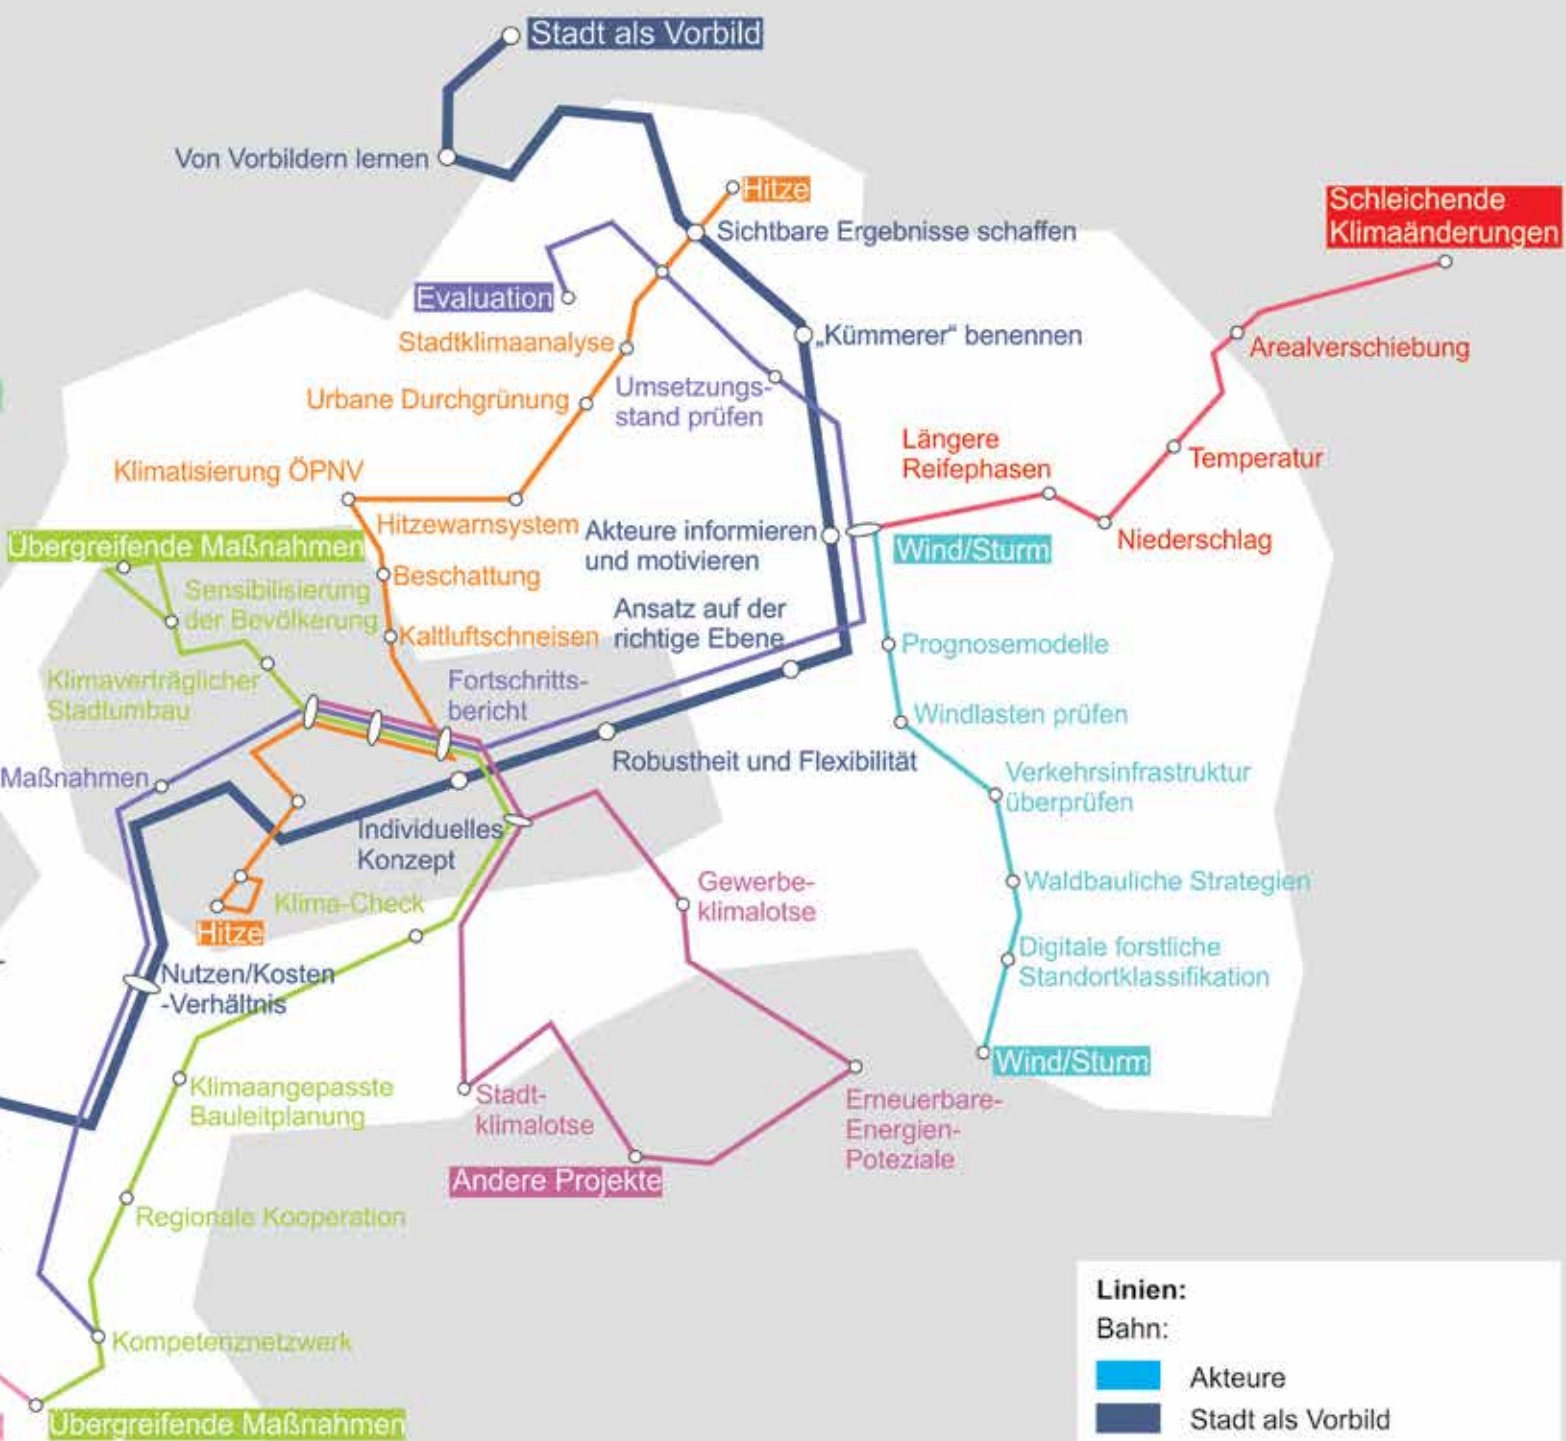 Stadt als Vorbild
Von Vorbildern lernen
Hitze
Schleichende
Klimaänderungen
Sichtbare Ergebnisse schaffen
Evaluation
Stadtklimaanalyse
„Kümmerer“ benennen
Arealverschiebung
Urbane Durchgrünung
Umsetzungs-
stand prüfen
Längere
Reifephasen
Temperatur
Klimatisierung ÖPNV
Hitzewarnsystem
Akteure informieren
und motivieren
Wind/Sturm
Niederschlag
Übergreifende Maßnahmen
Sensibilisierung
der Bevölkerung
Beschattung
Ansatz auf der
richtige Ebene
Kaltluftschneisen
Prognosemodelle
Klimaverträglicher
Stadtumbau
Fortschritts-
bericht
Windlasten prüfen
Maßnahmen
Robustheit und Flexibilität
Verkehrsinfrastruktur
überprüfen
Individuelles
Konzept
Gewerbe-
klimalotse
Waldbauliche Strategien
Klima-Check
Hitze
Digitale forstliche
Standortklassifikation
Nutzen/Kosten
-Verhältnis
Wind/Sturm
Klimaangepasste
Bauleitplanung
Stadt-
klimalotse
Erneuerbare-
Energien-
Poteziale
Andere Projekte
Regionale Kooperation
Kompetenznetzwerk
Übergreifende Maßnahmen
Linien:
Bahn:
Akteure
Stadt als Vorbild